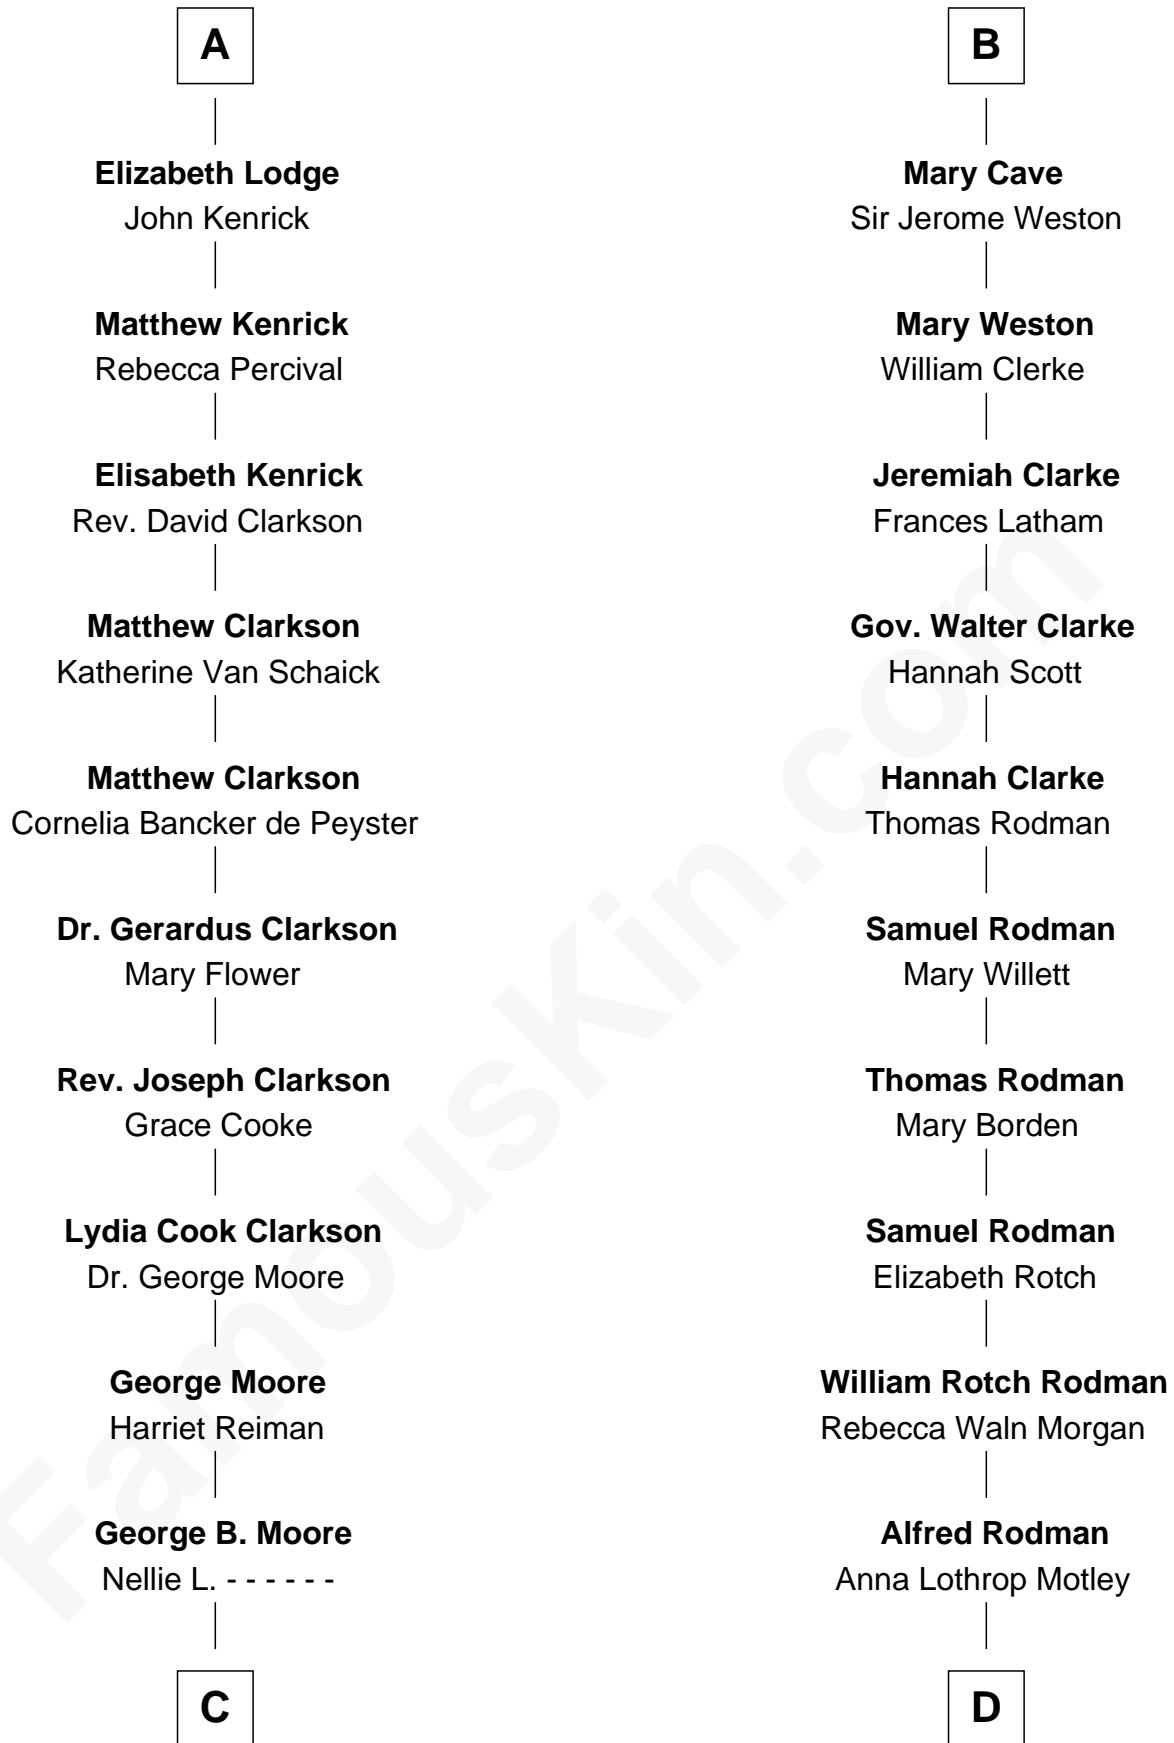 A
Elizabeth Lodge
John Kenrick
Matthew Kenrick
Rebecca Percival
Elisabeth Kenrick
Rev. David Clarkson
Matthew Clarkson
Katherine Van Schaick
Matthew Clarkson
Cornelia Bancker de Peyster
Dr. Gerardus Clarkson
Mary Flower
Rev. Joseph Clarkson
Grace Cooke
Lydia Cook Clarkson
Dr. George Moore
George Moore
Harriet Reiman
George B. Moore
Nellie L. - - - - - -
C
B
Mary Cave
Sir Jerome Weston
Mary Weston
William Clerke
Jeremiah Clarke
Frances Latham
Gov. Walter Clarke
Hannah Scott
Hannah Clarke
Thomas Rodman
Samuel Rodman
Mary Willett
Thomas Rodman
Mary Borden
Samuel Rodman
Elizabeth Rotch
William Rotch Rodman
Rebecca Waln Morgan
Alfred Rodman
Anna Lothrop Motley
D
FamousKin.com